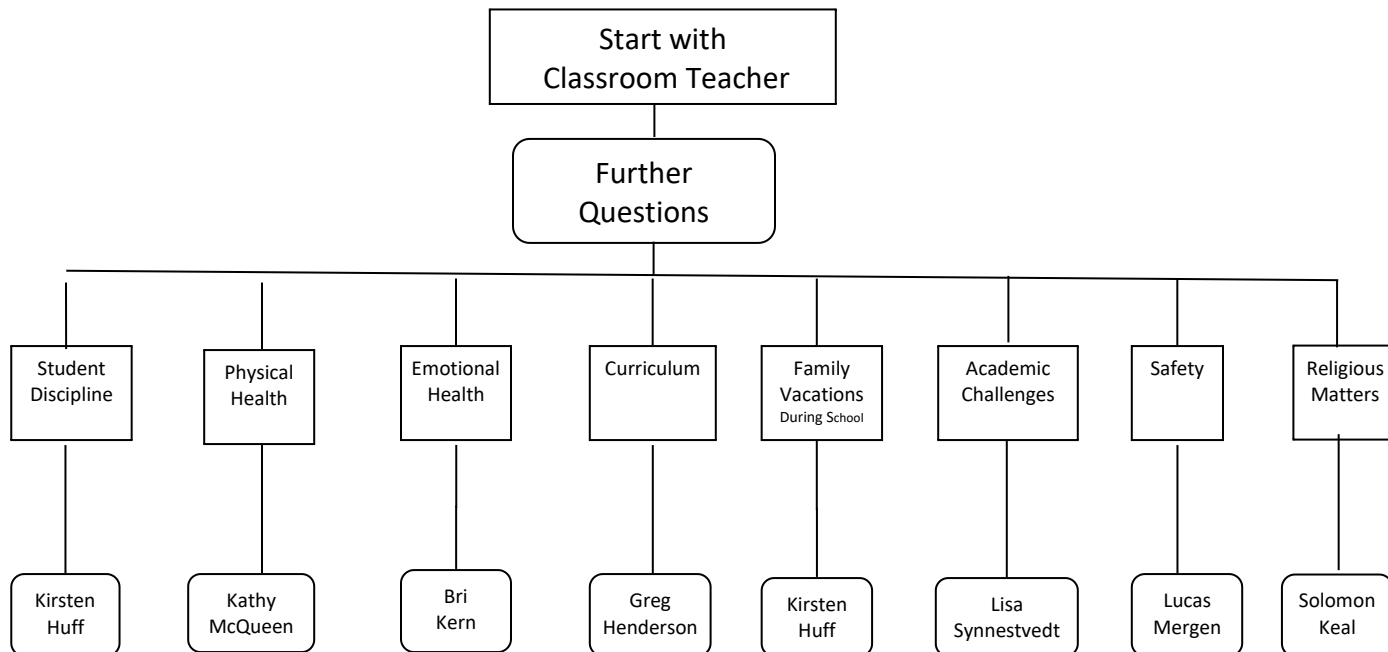 Start with
Classroom Teacher
Further
Questions
Student
Discipline
Physical
Health
Emotional
Health
Curriculum
Family
Vacations
During School
Academic
Challenges
Safety
Religious
Matters
Kirsten
Huff
Kathy
McQueen
Bri
Kern
Greg
Henderson
Kirsten
Huff
Lisa
Synnestvedt
Lucas
Mergen
Solomon
Keal